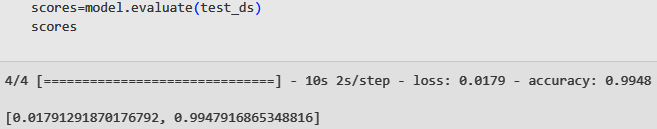 scores=model.evaluate(test_ds)
scores
4/4 [==============================] - 10s 2s/step - loss: 0.0179 - accuracy: 0.9948
[0.01791291870176792, 0.9947916865348816]